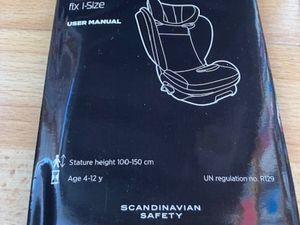 fix I-Size
USER MANUAL
Stature height 100-150 cm
Age 4-12 y
UN regulation no. R129
SCANDINAVIAN
SAFETY